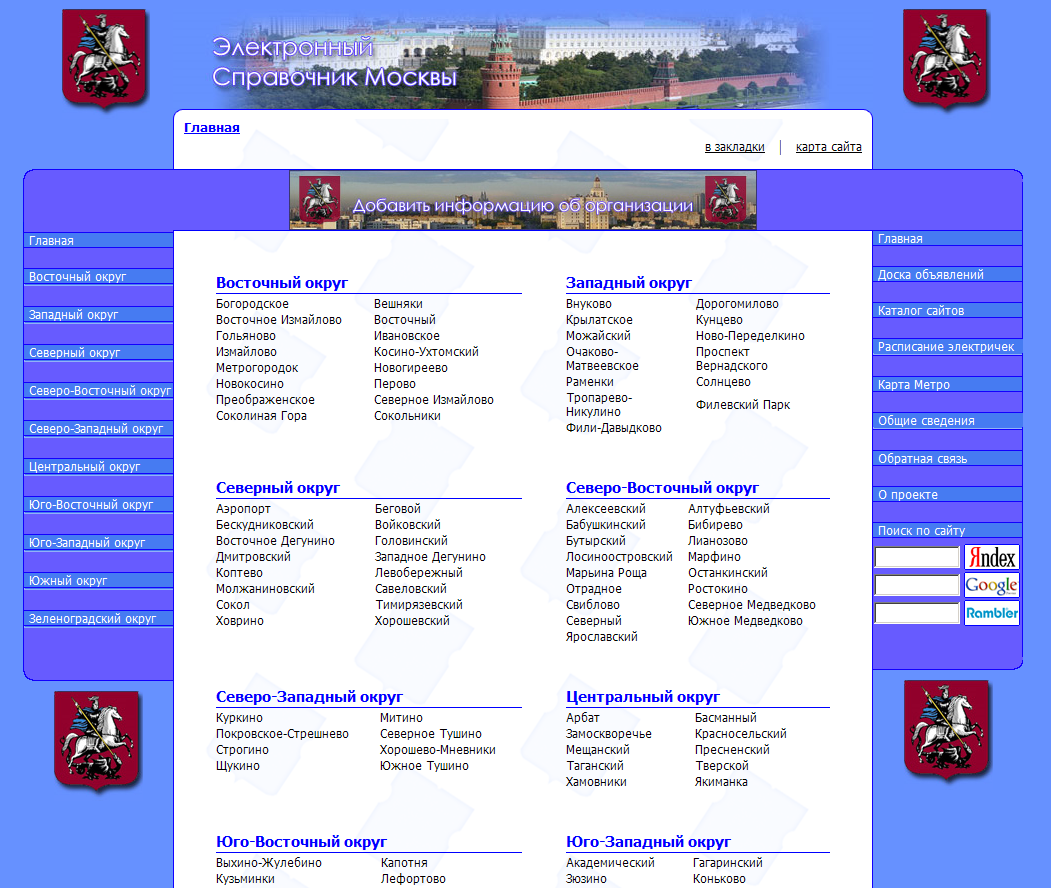 Электронный
Справочник Москвы
Главная
в закладки | карта сайта
Добавить информацию об организации
Главная
Восточный округ
Западный округ
Северный округ
Северо-Восточный округ
Северо-Западный округ
Центральный округ
Юго-Восточный округ
Юго-Западный округ
Южный округ
Зеленоградский округ
Восточный округ
Богородское Вешняки
Восточное Измайлово Восточный
Гольяново Ивановское
Измайлово Косино-Ухтомский
Метрогородок Новогиреево
Новокосино Перово
Преображенское Северное Измайлово
Соколиная Гора Сокольники
Западный округ
Внуково Дорогомилово
Крылатское Кунцево
Можайский Ново-Переделкино
Очаково- Проспект
Матвеевское Вернадского
Раменки Солнцево
Тропарево-
Никулино Филевский Парк
Фили-Давыдково
Северный округ
Аэропорт Беговой
Бескудниковский Войковский
Восточное Дегунино Головинский
Дмитровский Западное Дегунино
Коптево Левобережный
Молжаниновский Савеловский
Сокол Тимирязевский
Ховрино Хорошевский
Северо-Восточный округ
Алексеевский Алтуфьевский
Бабушкинский Бибирево
Бутырский Лианозово
Лосиноостровский Марфино
Марьина Роща Останкинский
Отрадное Ростокино
Свиблово Северное Медведково
Северный Южное Медведково
Ярославский
Северо-Западный округ
Куркино Митино
Покровское-Стрешнево Северное Тушино
Строгино Хорошево-Мневники
Щукино Южное Тушино
Центральный округ
Арбат Басманный
Замоскворечье Красносельский
Мещанский Пресненский
Таганский Тверской
Хамовники Якиманка
Юго-Восточный округ
Выхино-Жулебино Капотня
Кузьминки Лефортово
Юго-Западный округ
Академический Гагаринский
Зюзино Коньково
Главная
Доска объявлений
Каталог сайтов
Расписание электричек
Карта Метро
Общие сведения
Обратная связь
О проекте
Поиск по сайту
Яndex
Google
Rambler